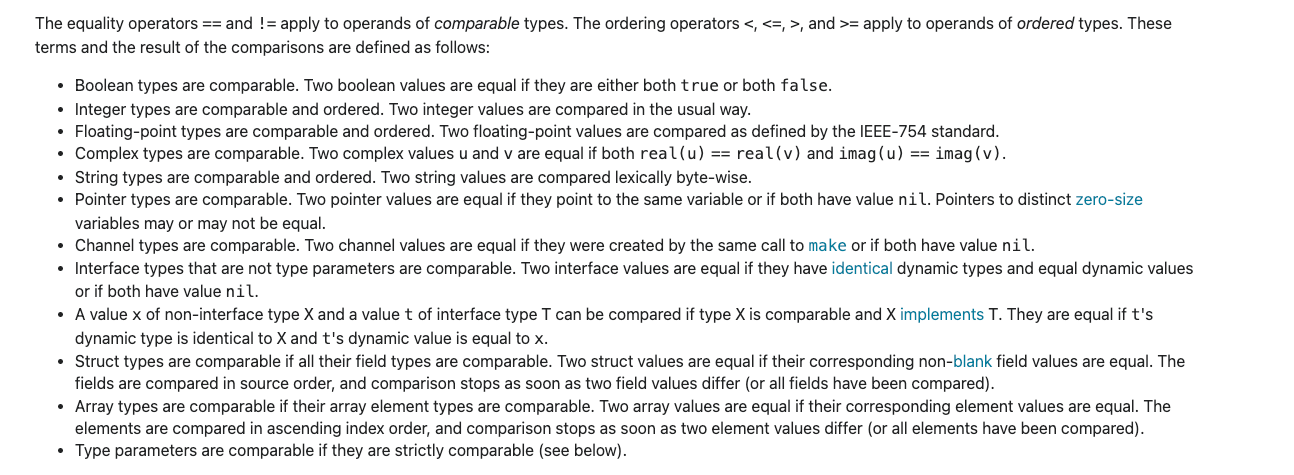 The equality operators == and != apply to operands of comparable types. The ordering operators <, <=, >, and >= apply to operands of ordered types. These
terms and the result of the comparisons are defined as follows:
• Boolean types are comparable. Two boolean values are equal if they are either both true or both false.
• Integer types are comparable and ordered. Two integer values are compared in the usual way.
• Floating-point types are comparable and ordered. Two floating-point values are compared as defined by the IEEE-754 standard.
• Complex types are comparable. Two complex values u and v are equal if both real(u) == real(v) and imag(u) == imag(v).
• String types are comparable and ordered. Two string values are compared lexically byte-wise.
• Pointer types are comparable. Two pointer values are equal if they point to the same variable or if both have value nil. Pointers to distinct zero-size
variables may or may not be equal.
• Channel types are comparable. Two channel values are equal if they were created by the same call to make or if both have value nil.
• Interface types that are not type parameters are comparable. Two interface values are equal if they have identical dynamic types and equal dynamic values
or if both have value nil.
• A value x of non-interface type X and a value t of interface type T can be compared if type X is comparable and X implements T. They are equal if t's
dynamic type is identical to X and t's dynamic value is equal to x.
• Struct types are comparable if all their field types are comparable. Two struct values are equal if their corresponding non-blank field values are equal. The
fields are compared in source order, and comparison stops as soon as two field values differ (or all fields have been compared).
• Array types are comparable if their array element types are comparable. Two array values are equal if their corresponding element values are equal. The
elements are compared in ascending index order, and comparison stops as soon as two element values differ (or all elements have been compared).
• Type parameters are comparable if they are strictly comparable (see below).